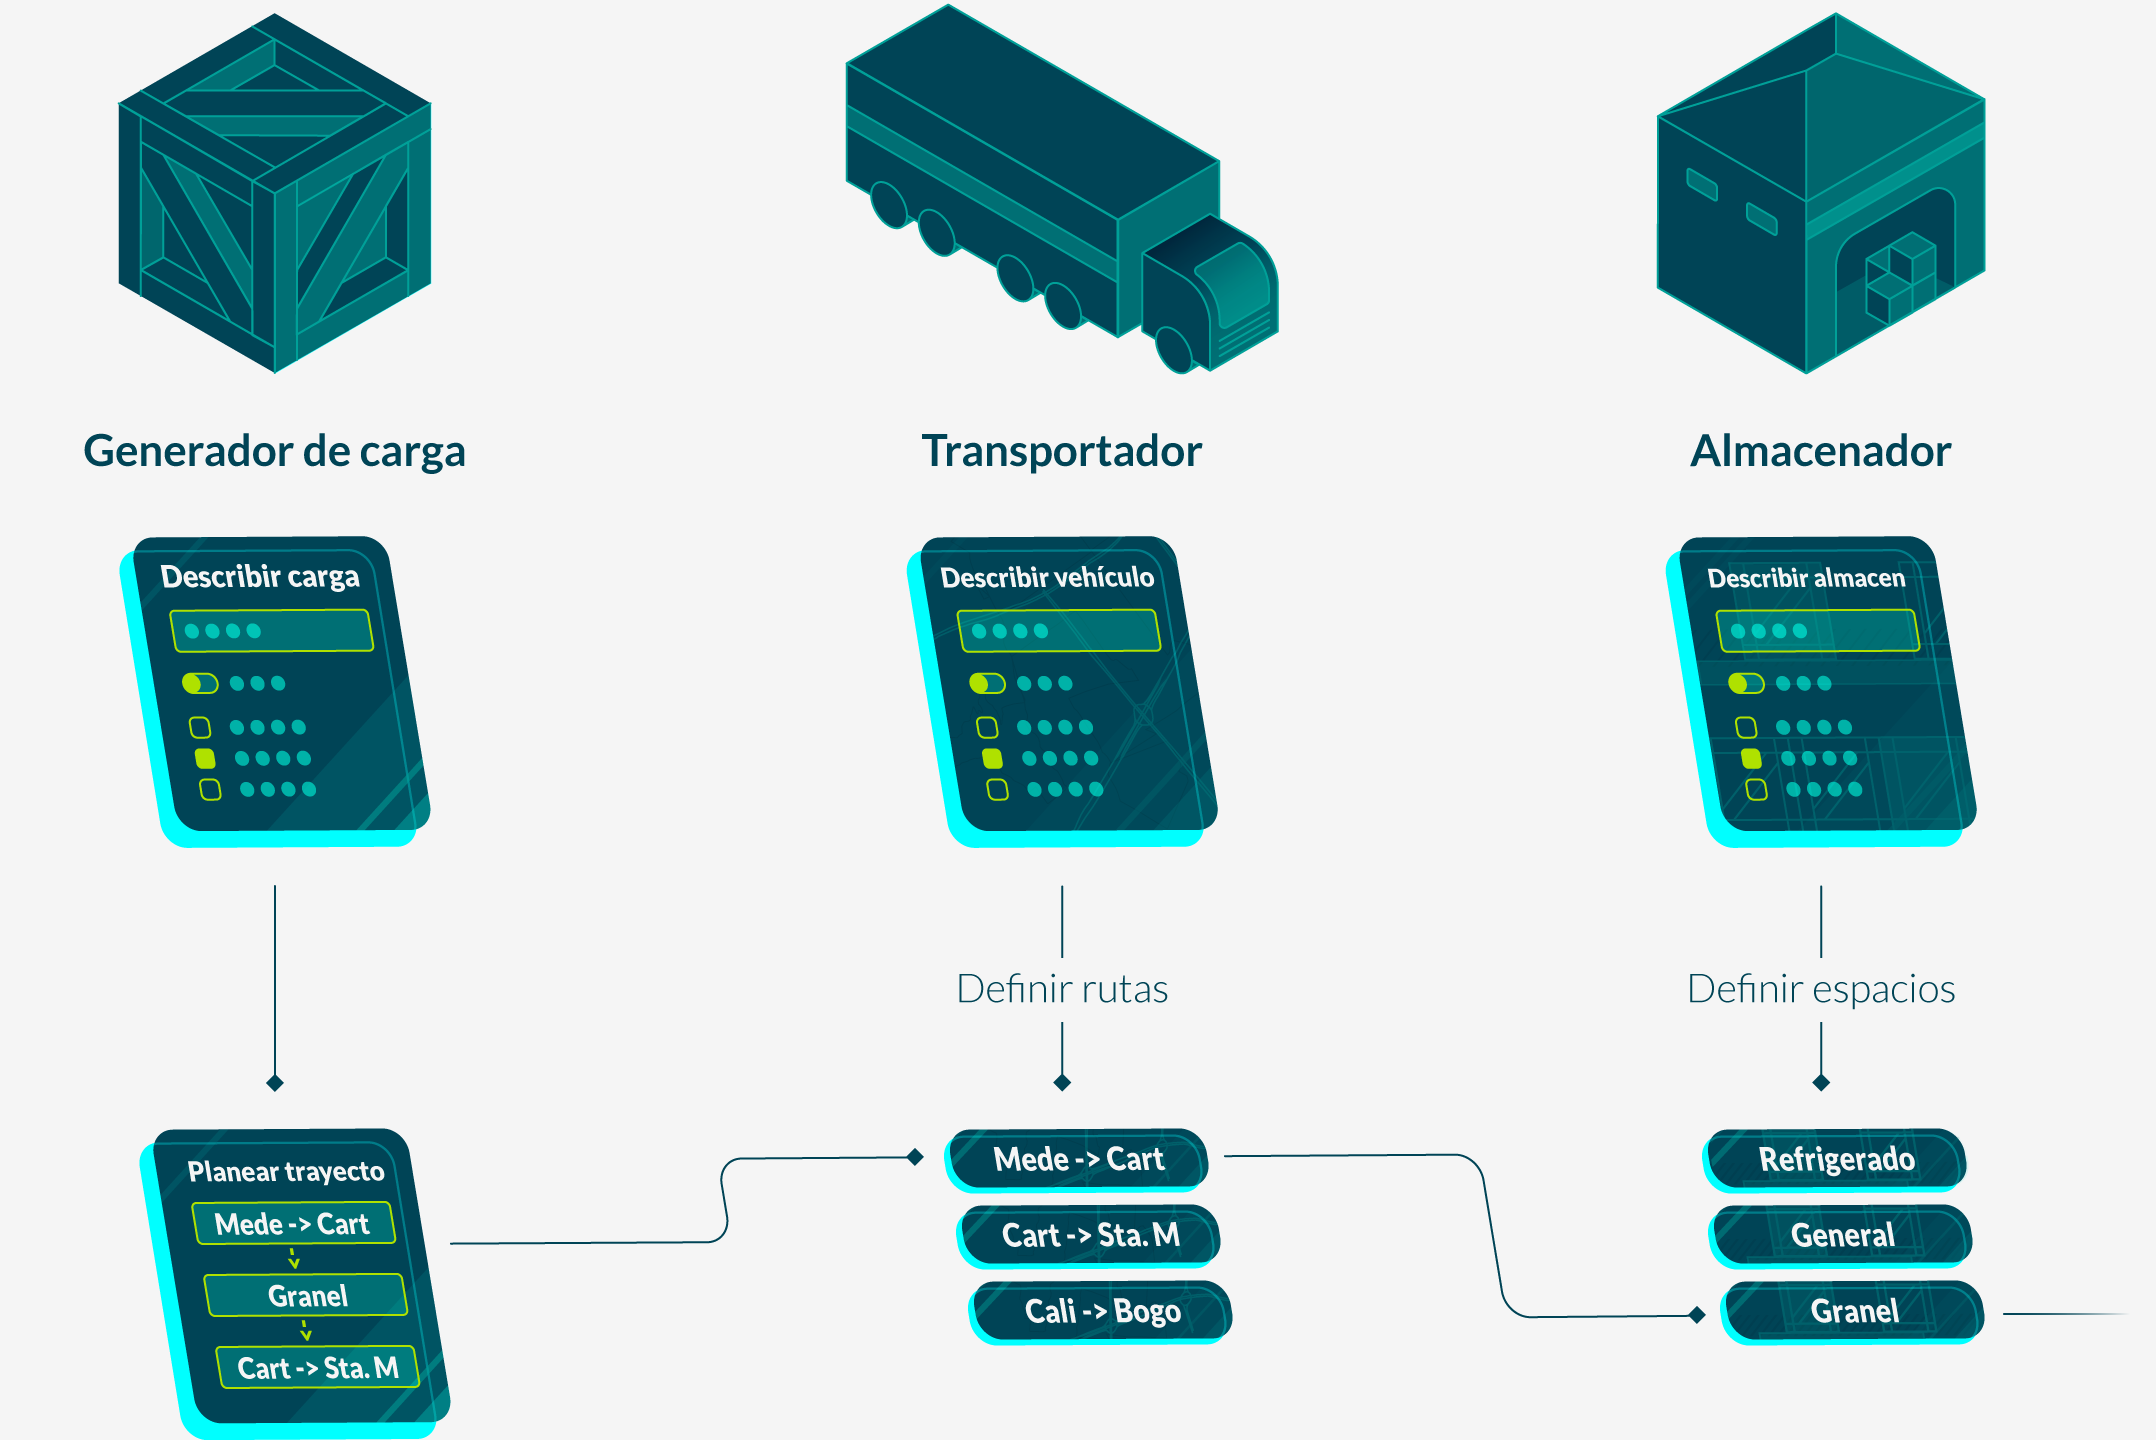 Generador de carga
Transportador
Almacenador
Describir carga
Describir vehículo
Describir almacen
Definir rutas
Definir espacios
Planear trayecto
Mede -> Cart
Granel
Cart -> Sta. M
Mede -> Cart
Cart -> Sta. M
Cali -> Bogo
Refrigerado
General
Granel